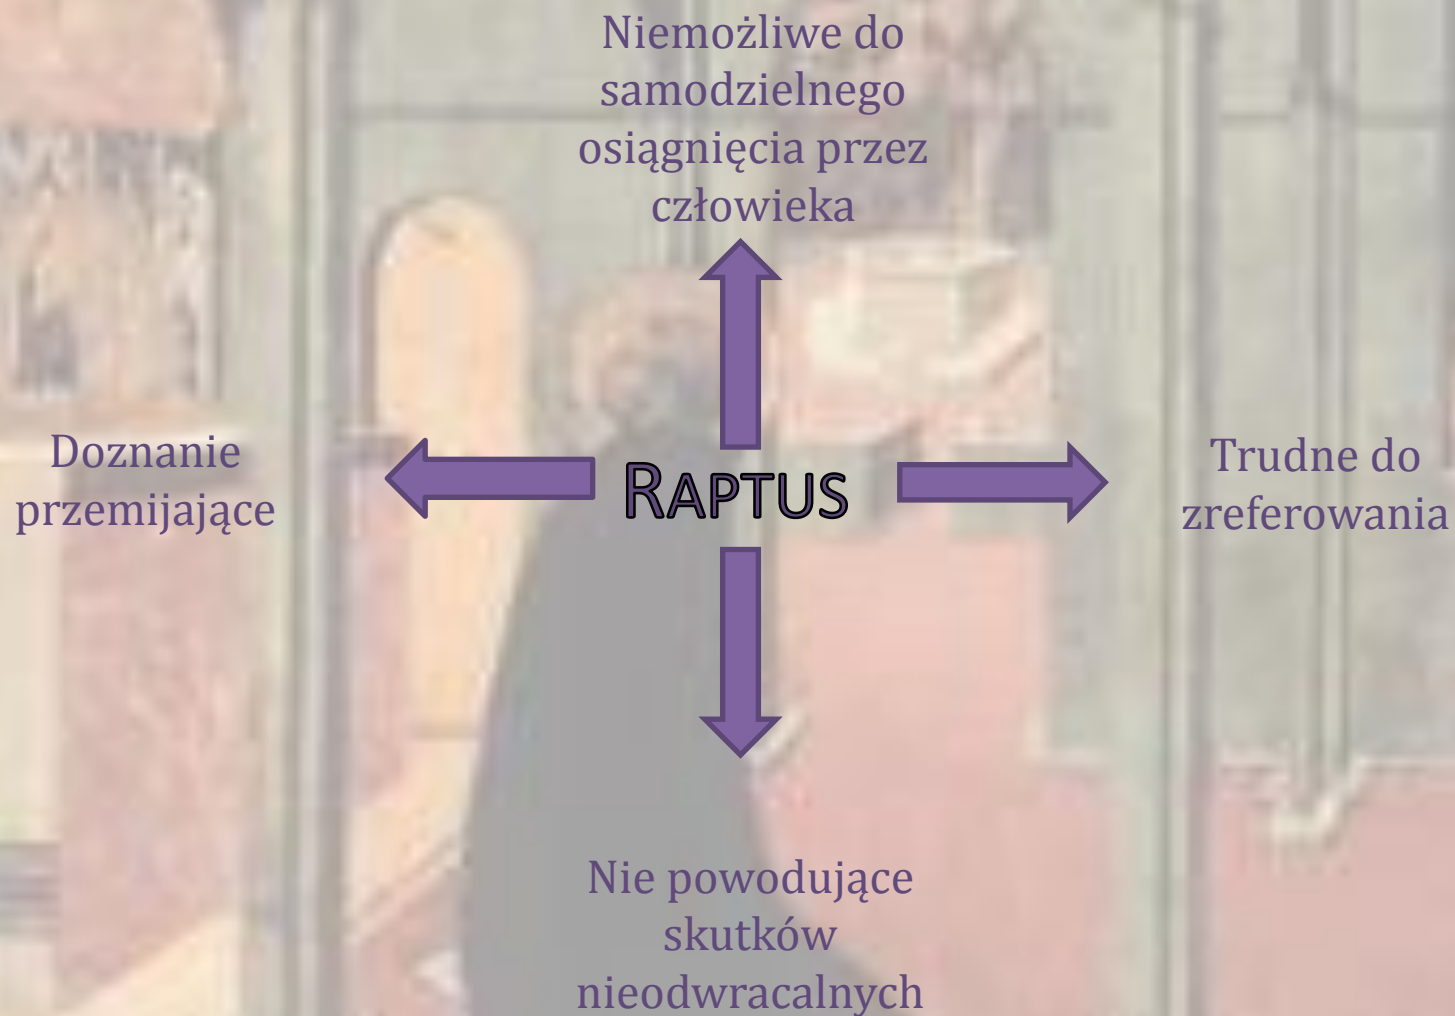 Niemożliwe do
samodzielnego
osiągnięcia przez
człowieka
Doznanie
przemijające
RAPTUS
Trudne do
zreferowania
Nie powodujące
skutków
nieodwracalnych